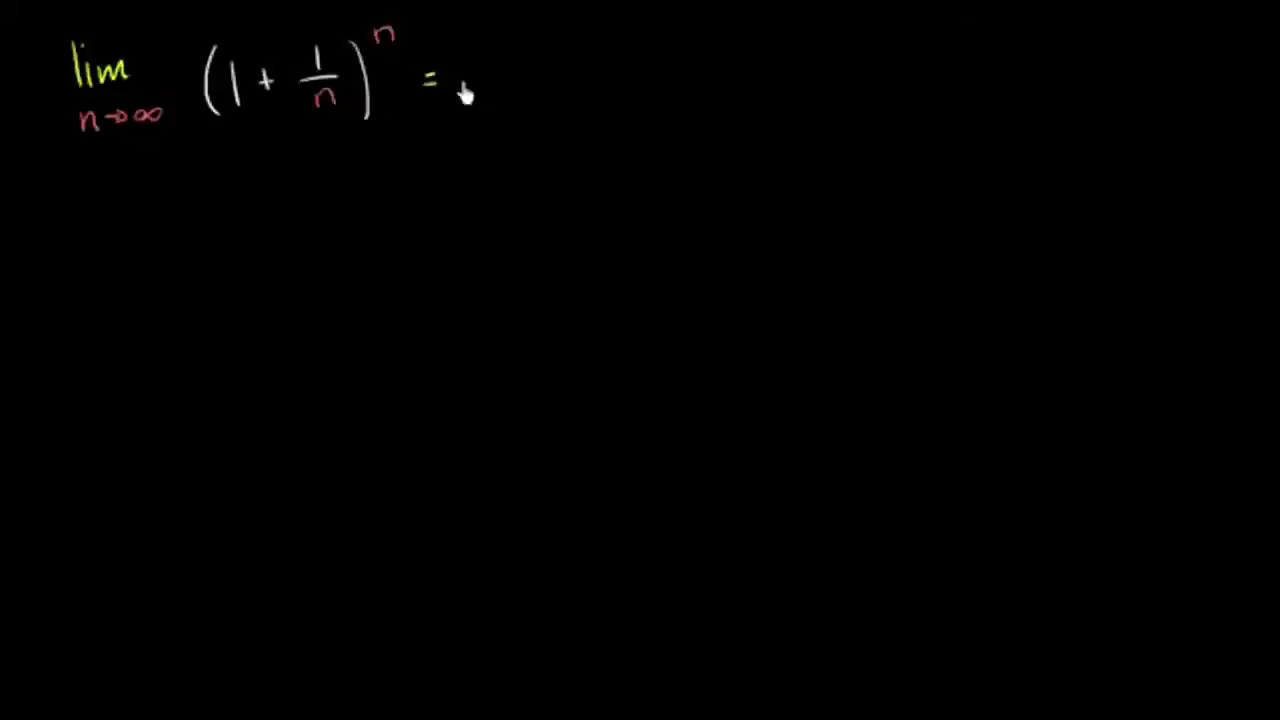 lim n→∞ (1 + 1/n)^n =